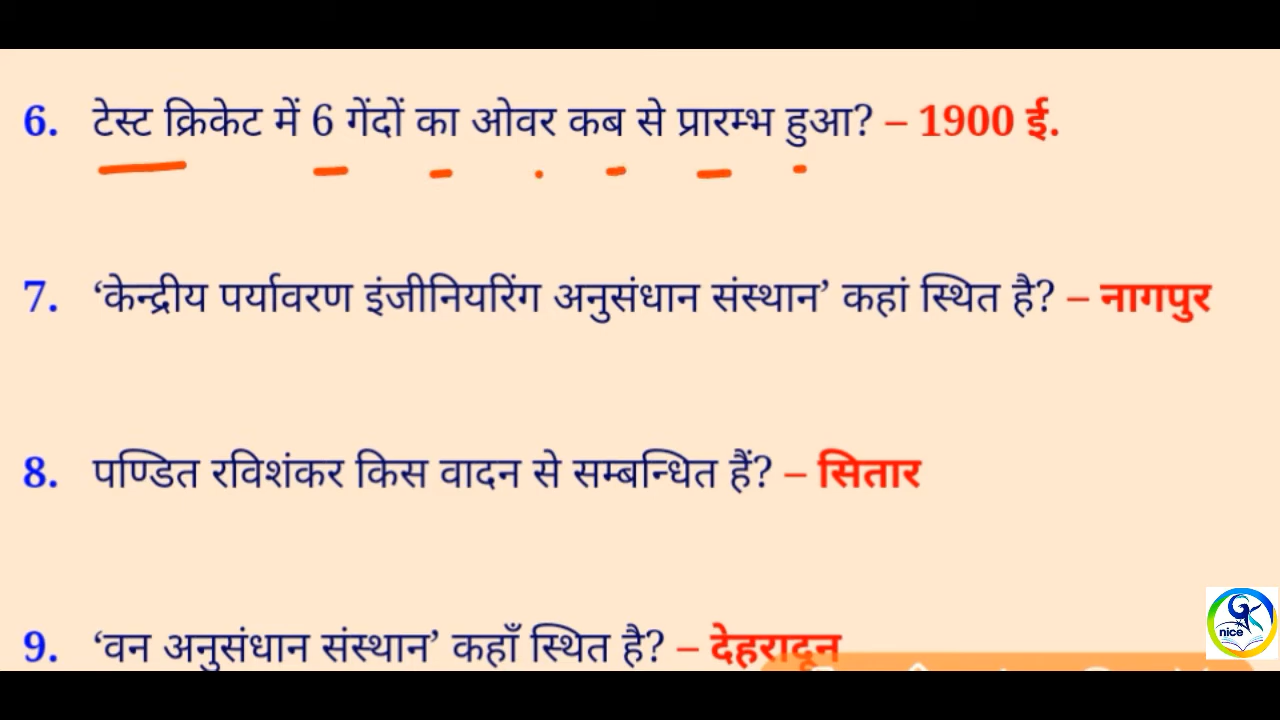 6. टेस्ट क्रिकेट में 6 गेंदों का ओवर कब से प्रारम्भ हुआ? – 1900 ई.
7. ‘केन्द्रीय पर्यावरण इंजीनियरिंग अनुसंधान संस्थान’ कहां स्थित है? – नागपुर
8. पण्डित रविशंकर किस वादन से सम्बन्धित हैं? – सितार
9. ‘वन अनुसंधान संस्थान’ कहाँ स्थित है? – देहरादून
nice